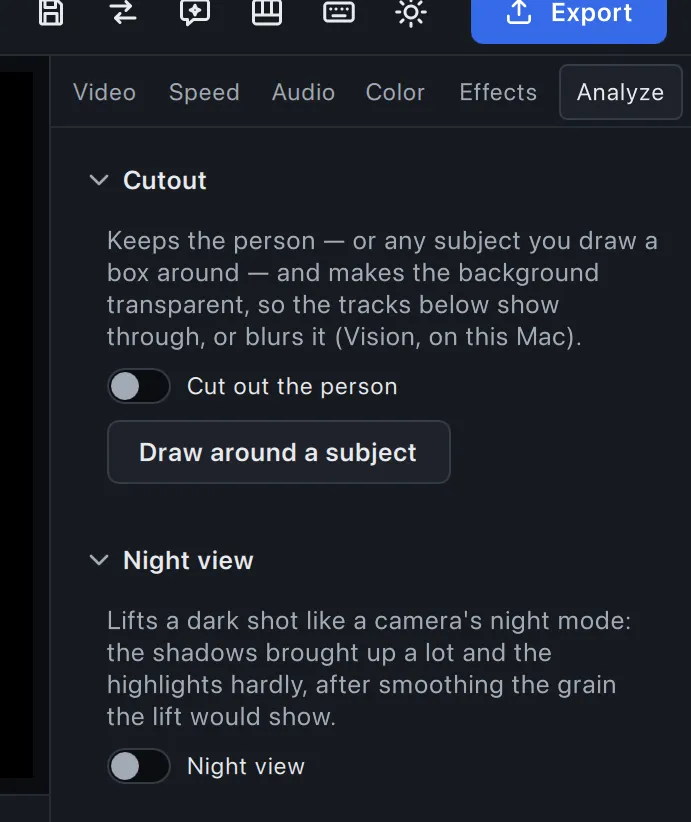 Export
Video Speed Audio Color Effects Analyze
Cutout
Keeps the person — or any subject you draw a
box around — and makes the background
transparent, so the tracks below show
through, or blurs it (Vision, on this Mac).
Cut out the person
Draw around a subject
Night view
Lifts a dark shot like a camera's night mode:
the shadows brought up a lot and the
highlights hardly, after smoothing the grain
the lift would show.
Night view